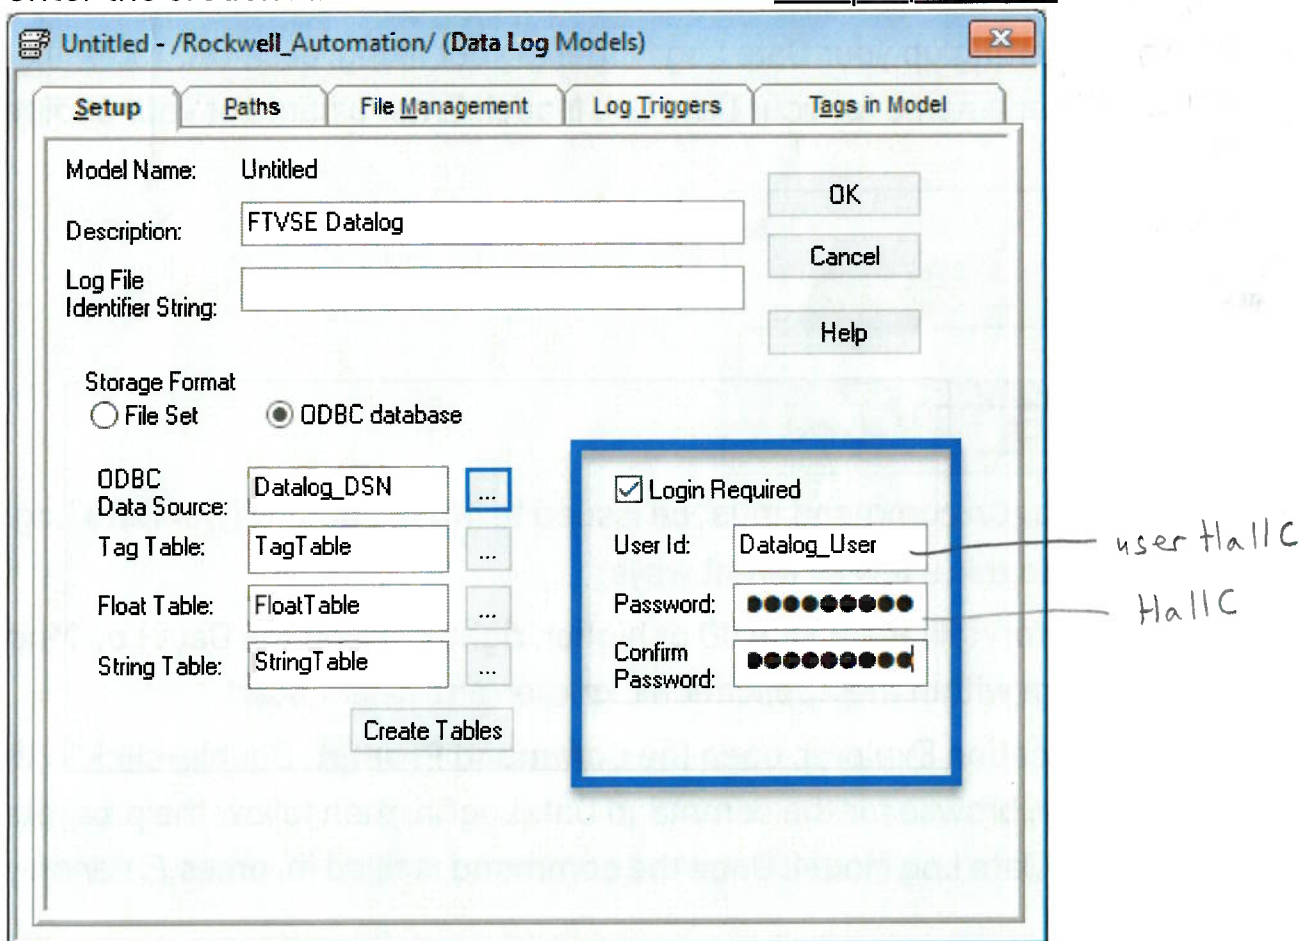 Untitled - /Rockwell_Automation/ (Data Log Models)
Setup Paths File Management Log Triggers Tags in Model
Model Name: Untitled
OK
Description: FTVSE Datalog
Cancel
Log File
Identifier String:
Help
Storage Format
File Set ODBC database
ODBC
Data Source: Datalog_DSN ...
Login Required
Tag Table: TagTable ...
User Id: Datalog_User
user HallC
Float Table: FloatTable ...
Password: ●●●●●●●●●
HallC
String Table: StringTable ...
Confirm
Password: ●●●●●●●●●
Create Tables